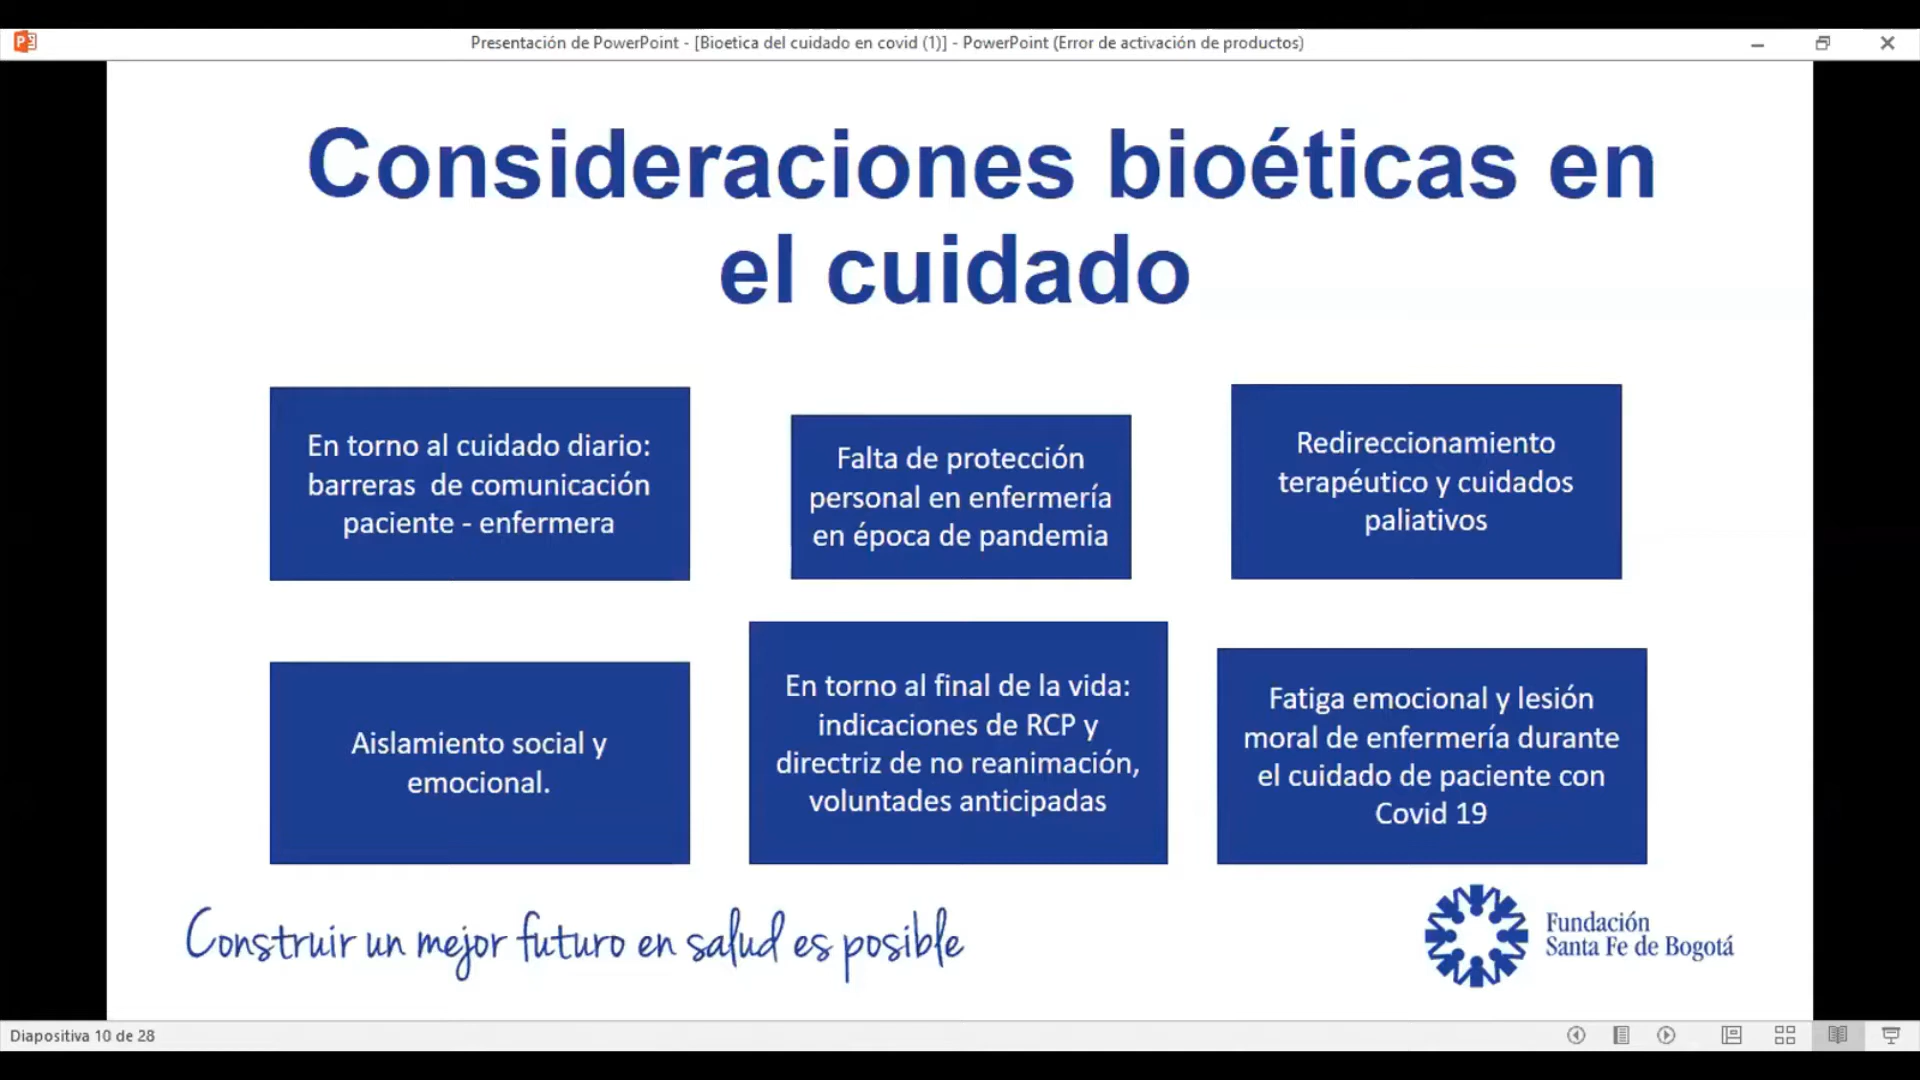 Presentación de PowerPoint - [Bioetica del cuidado en covid (1)] - PowerPoint (Error de activación de productos)
Consideraciones bioéticas en
el cuidado
En torno al cuidado diario:
barreras de comunicación
paciente - enfermera
Falta de protección
personal en enfermería
en época de pandemia
Redireccionamiento
terapéutico y cuidados
paliativos
Aislamiento social y
emocional.
En torno al final de la vida:
indicaciones de RCP y
directriz de no reanimación,
voluntades anticipadas
Fatiga emocional y lesión
moral de enfermería durante
el cuidado de paciente con
Covid 19
Construir un mejor futuro en salud es posible
Fundación
Santa Fe de Bogotá
Diapositiva 10 de 28